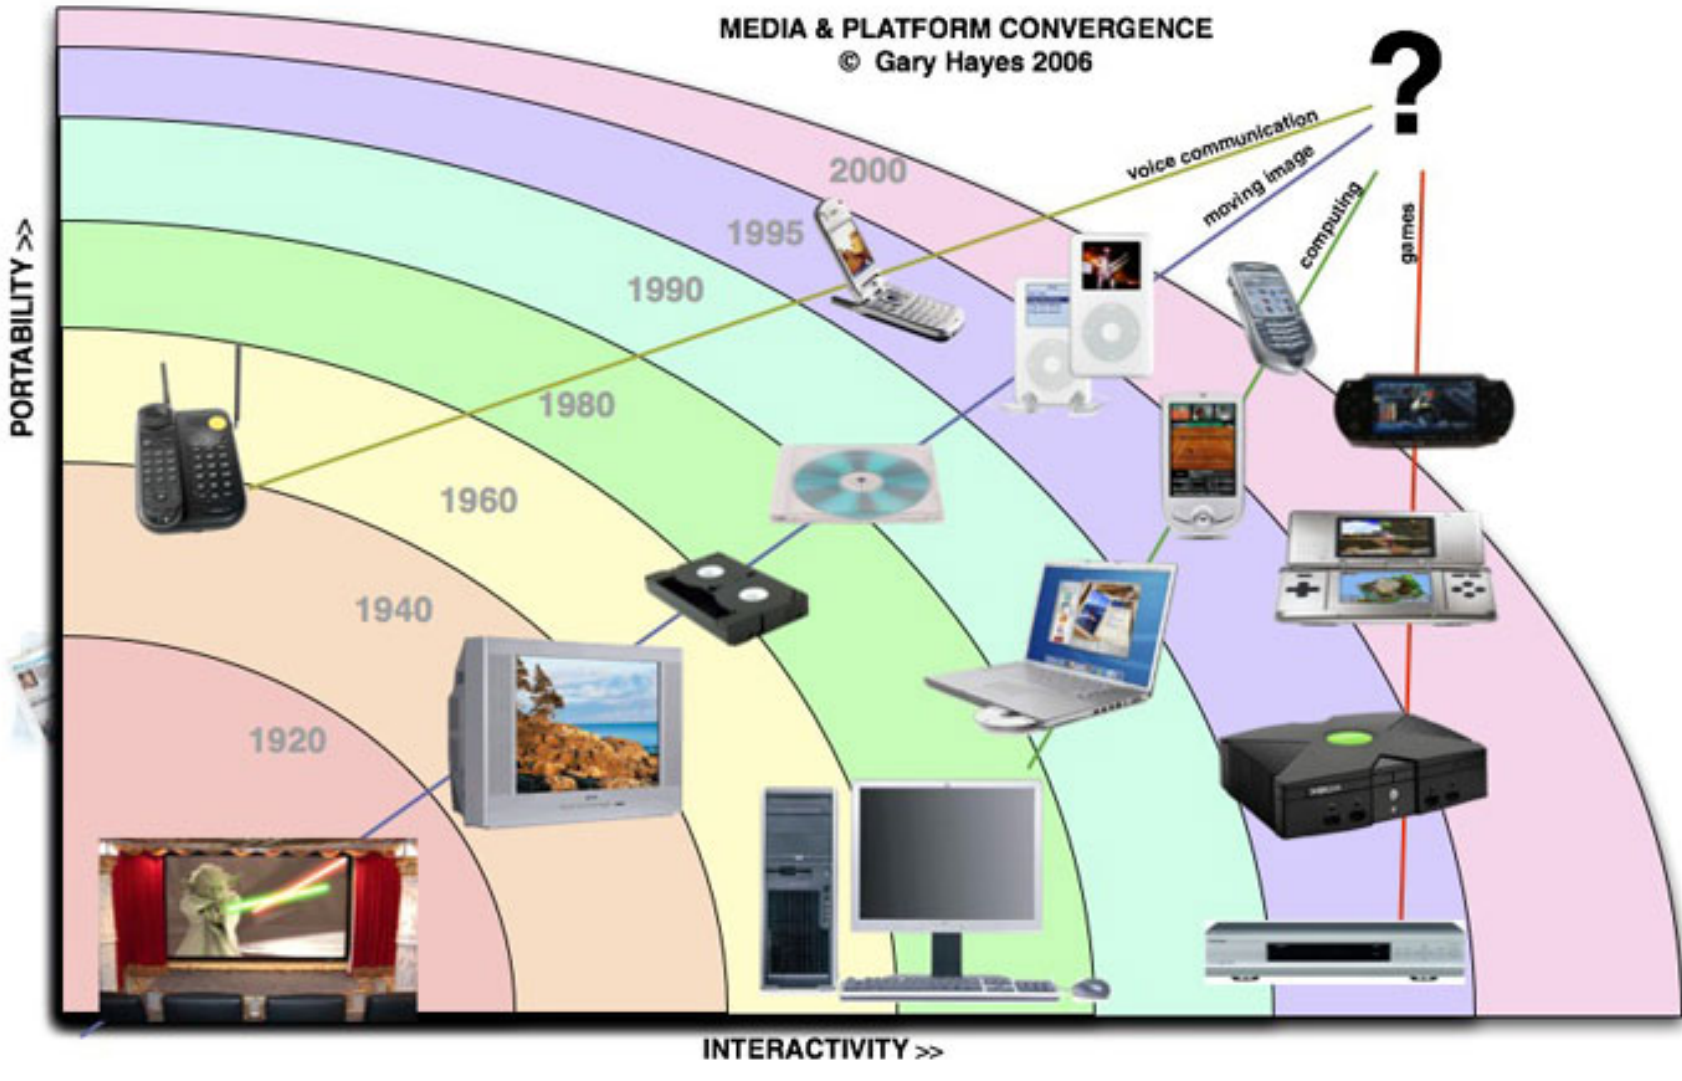 MEDIA & PLATFORM CONVERGENCE
© Gary Hayes 2006
?
voice communication
moving image
computing
games
2000
1995
1990
1980
1960
1940
1920
PORTABILITY >>
INTERACTIVITY >>